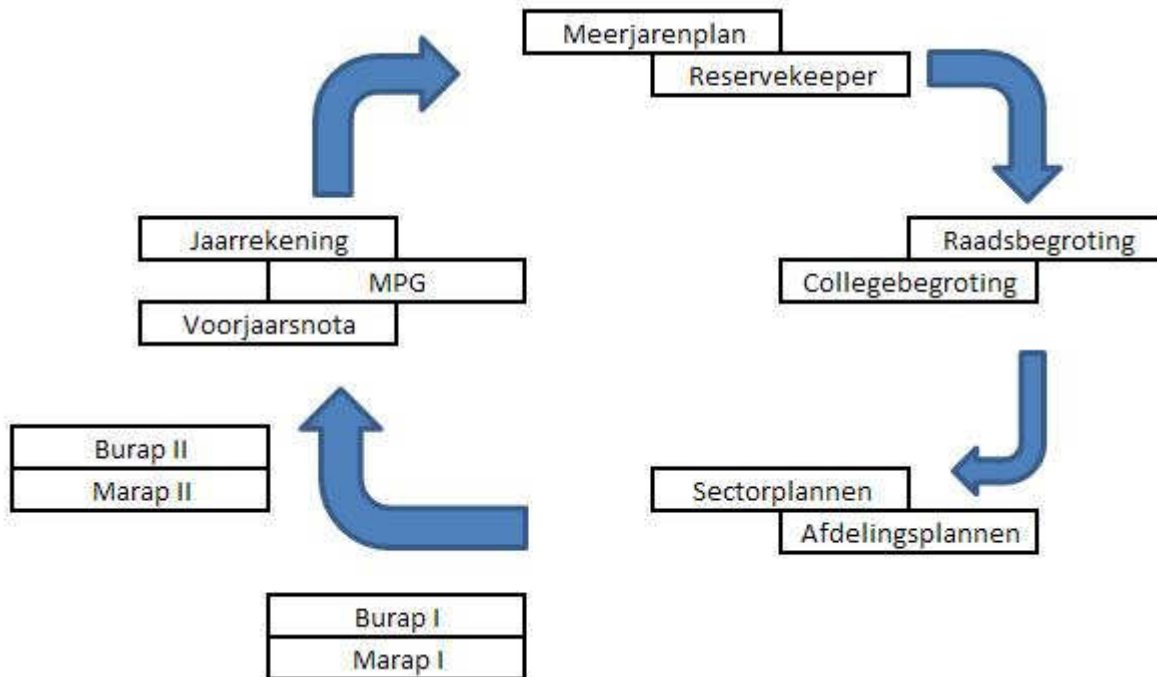 Meerjarenplan
Reservekeeper
Jaarrekening
MPG
Voorjaarsnota
Raadsbegroting
Collegebegroting
Burap II
Marap II
Sectorplannen
Afdelingsplannen
Burap I
Marap I